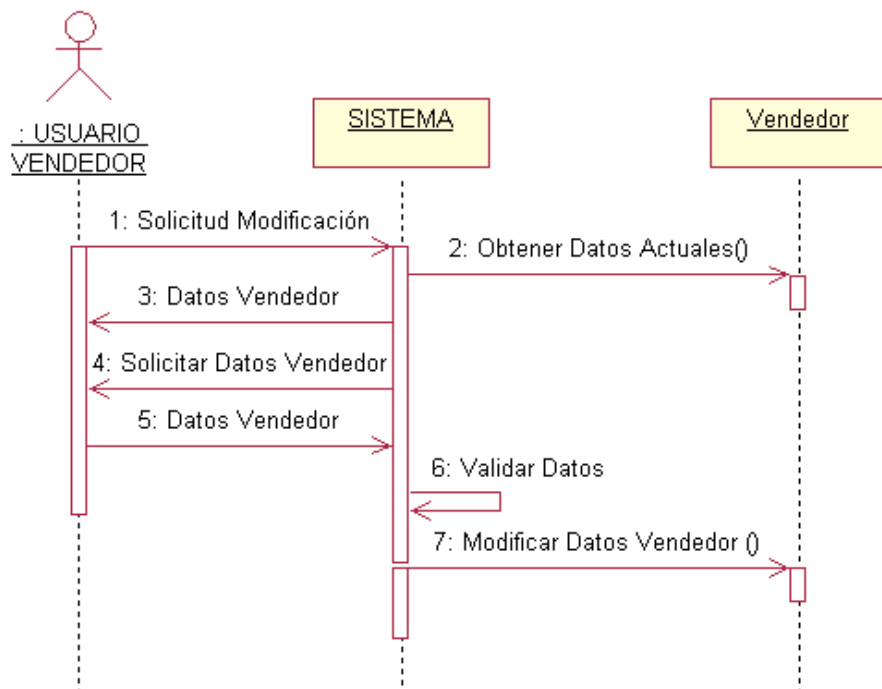 : USUARIO
VENDEDOR
SISTEMA
Vendedor
1: Solicitud Modificación
2: Obtener Datos Actuales()
3: Datos Vendedor
4: Solicitar Datos Vendedor
5: Datos Vendedor
6: Validar Datos
7: Modificar Datos Vendedor ()